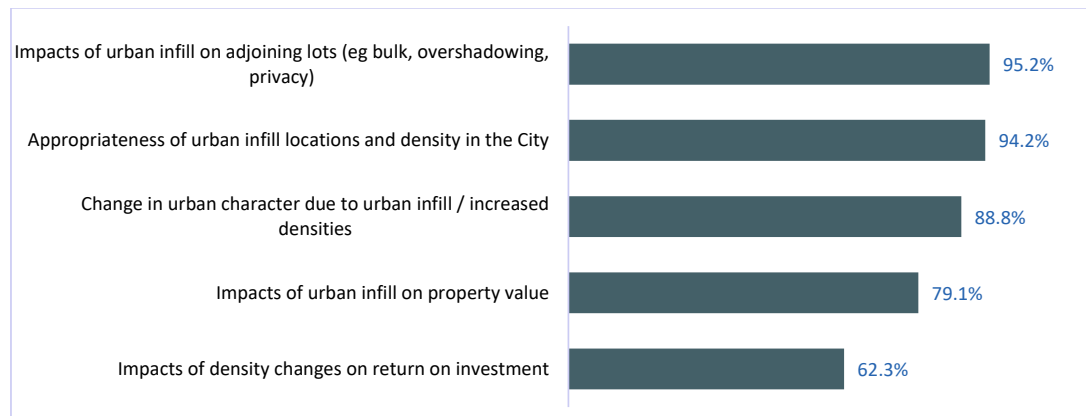 Impacts of urban infill on adjoining lots (eg bulk, overshadowing,
privacy)
95.2%
Appropriateness of urban infill locations and density in the City
94.2%
Change in urban character due to urban infill / increased
densities
88.8%
Impacts of urban infill on property value
79.1%
Impacts of density changes on return on investment
62.3%